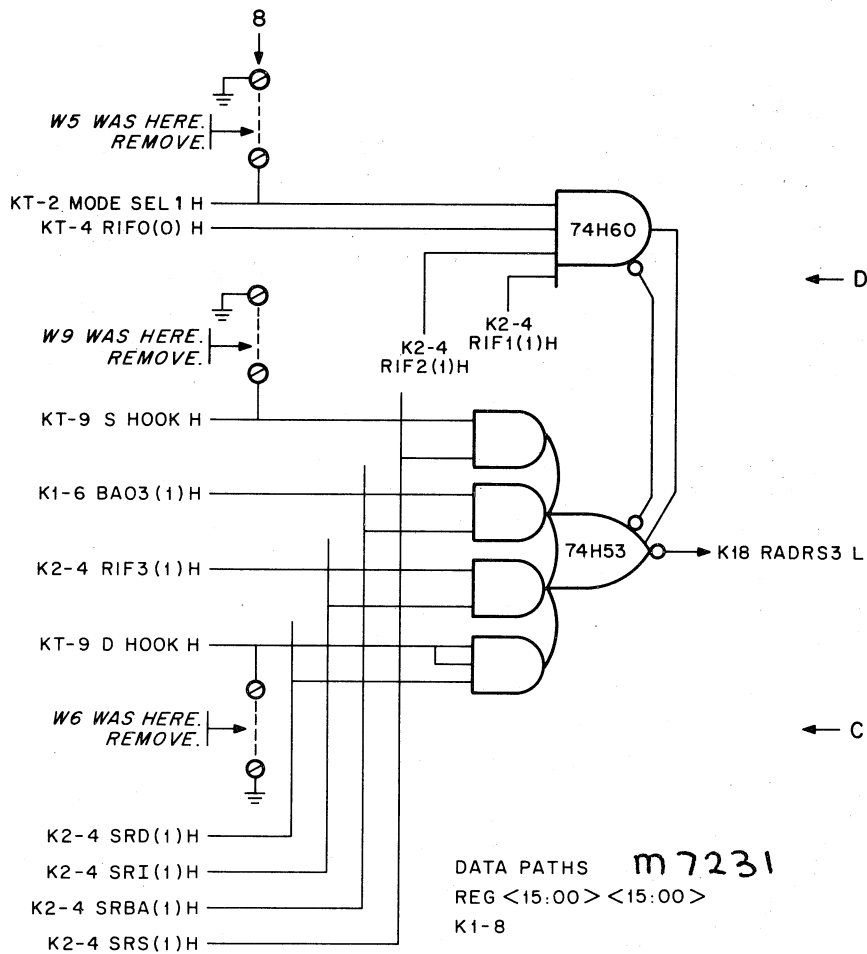 8
W5 WAS HERE.
REMOVE.
KT-2 MODE SEL 1 H
KT-4 RIF0(0) H
74H60
D
K2-4
RIF1(1)H
K2-4
RIF2(1)H
W9 WAS HERE.
REMOVE.
KT-9 S HOOK H
K1-6 BA03(1)H
74H53
K18 RADRS3 L
K2-4 RIF3(1)H
KT-9 D HOOK H
W6 WAS HERE.
REMOVE.
C
K2-4 SRD(1)H
K2-4 SRI(1)H
K2-4 SRBA(1)H
K2-4 SRS(1)H
DATA PATHS M7231
REG <15:00> <15:00>
K1-8